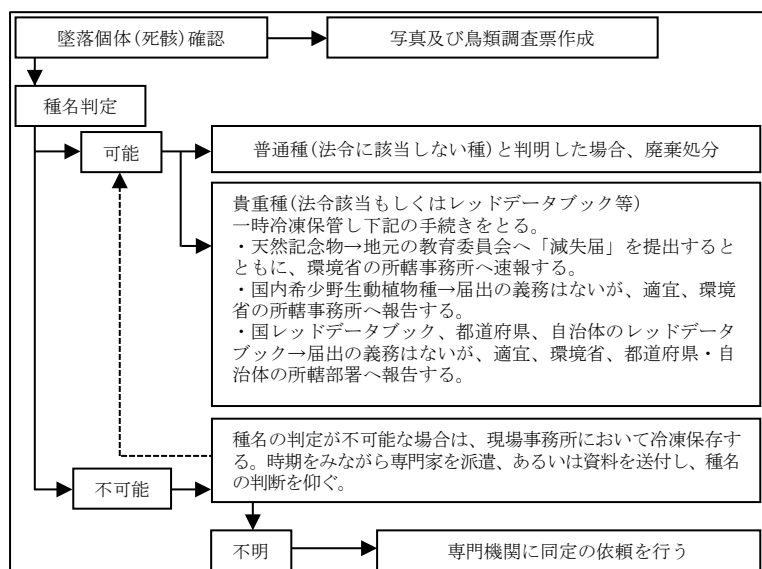 墜落個体(死骸)確認
写真及び鳥類調査票作成
種名判定
可能
普通種(法令に該当しない種)と判明した場合、廃棄処分
貴重種(法令該当もしくはレッドデータブック等)
一時冷凍保管し下記の手続きをとる。
・天然記念物→地元の教育委員会へ「減失届」を提出すると
ともに、環境省の所轄事務所へ速報する。
・国内希少野生動植物種→届出の義務はないが、適宜、環境
省の所轄事務所へ報告する。
・国レッドデータブック、都道府県、自治体のレッドデータ
ブック→届出の義務はないが、適宜、環境省、都道府県・自
治体の所轄部署へ報告する。
種名の判定が不可能な場合は、現場事務所において冷凍保存す
る。時期をみながら専門家を派遣、あるいは資料を送付し、種名
の判断を仰ぐ。
不可能
不明
専門機関に同定の依頼を行う